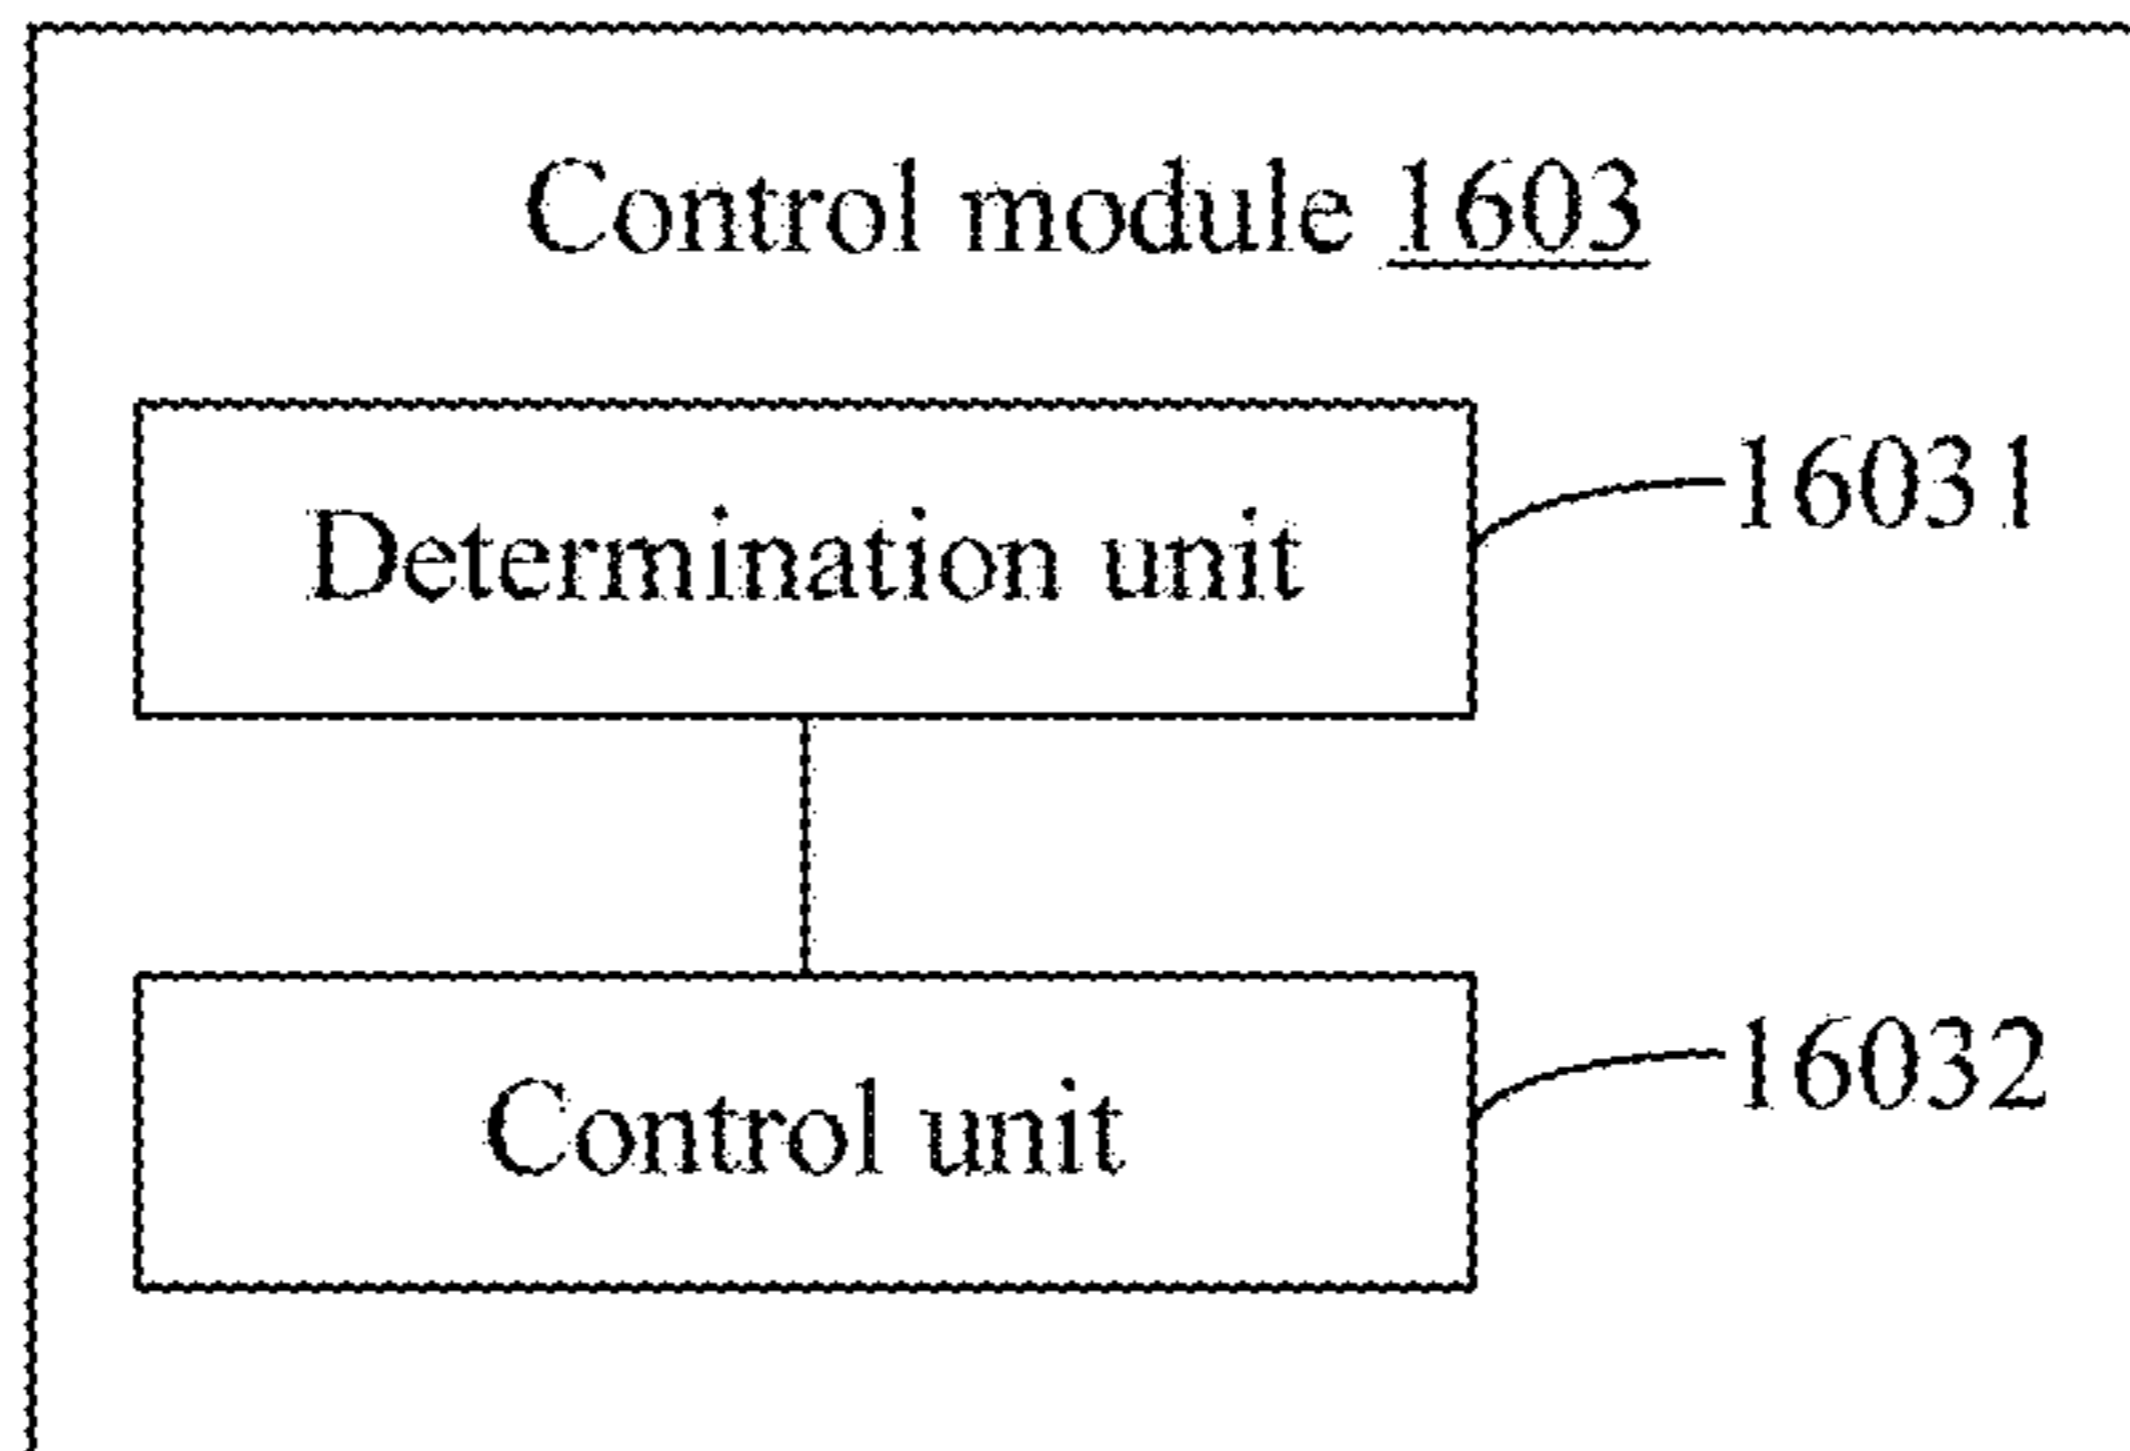 Control module 1603
Determination unit
16031
Control unit
16032